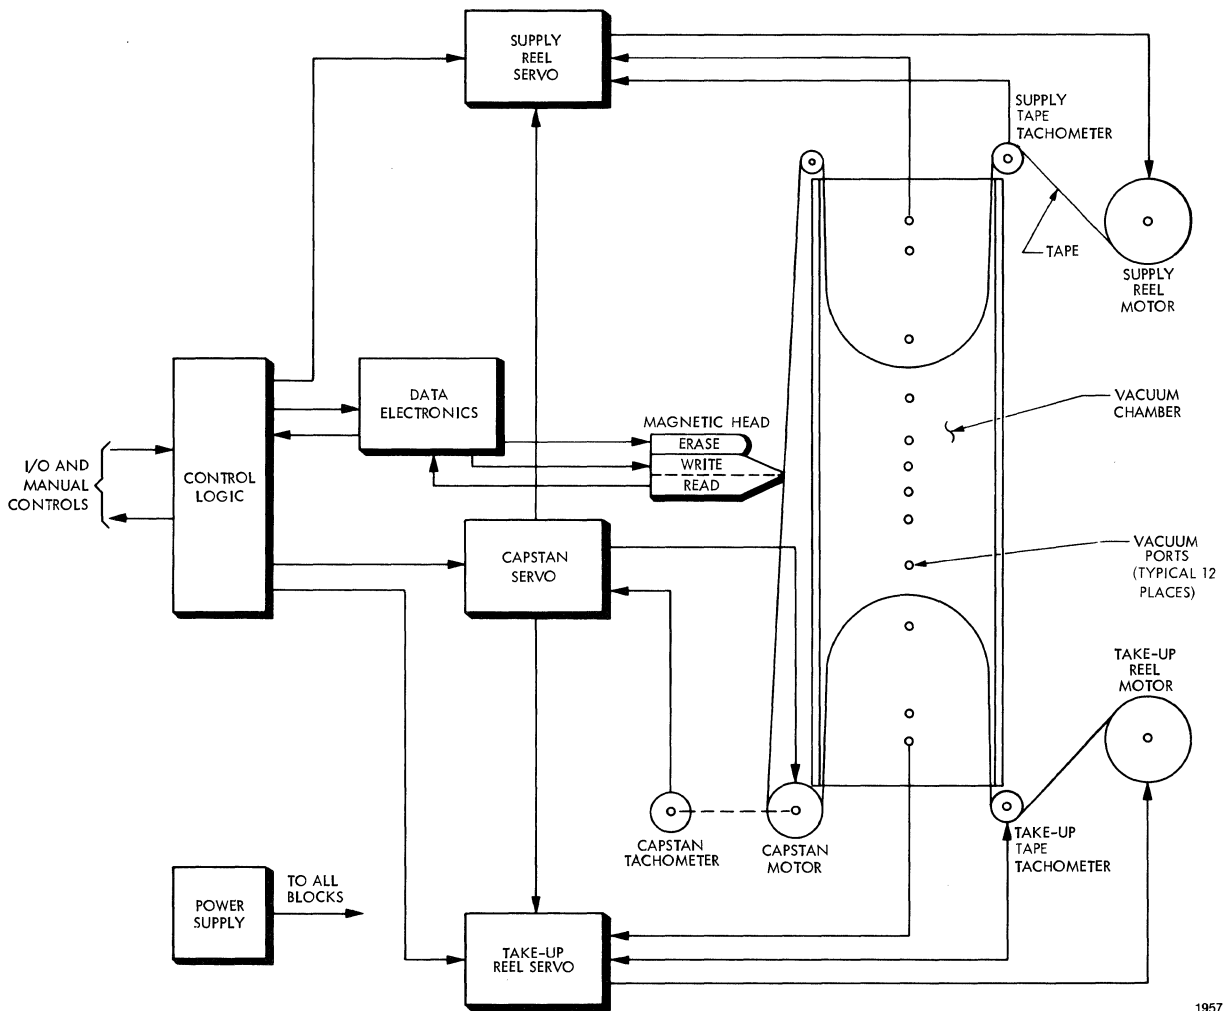 SUPPLY
REEL
SERVO
SUPPLY
TAPE
TACHOMETER
TAPE
SUPPLY
REEL
MOTOR
DATA
ELECTRONICS
MAGNETIC HEAD
ERASE
WRITE
READ
VACUUM
CHAMBER
I/O AND
MANUAL
CONTROLS
CONTROL
LOGIC
CAPSTAN
SERVO
VACUUM
PORTS
(TYPICAL 12
PLACES)
TAKE-UP
REEL
MOTOR
CAPSTAN
TACHOMETER
CAPSTAN
MOTOR
TAKE-UP
TAPE
TACHOMETER
POWER
SUPPLY
TO ALL
BLOCKS
TAKE-UP
REEL SERVO
1957